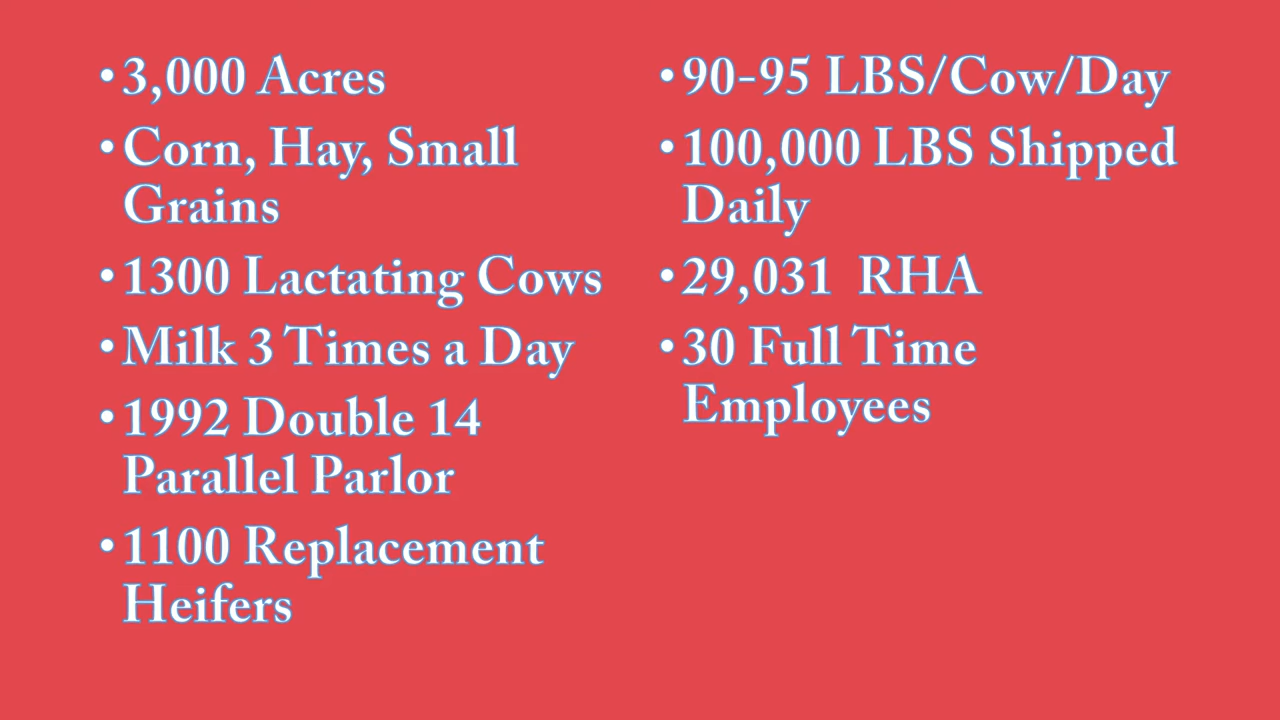 • 3,000 Acres
• Corn, Hay, Small
Grains
• 1300 Lactating Cows
• Milk 3 Times a Day
• 1992 Double 14
Parallel Parlor
• 1100 Replacement
Heifers
• 90-95 LBS/Cow/Day
• 100,000 LBS Shipped
Daily
• 29,031  RHA
• 30 Full Time
Employees